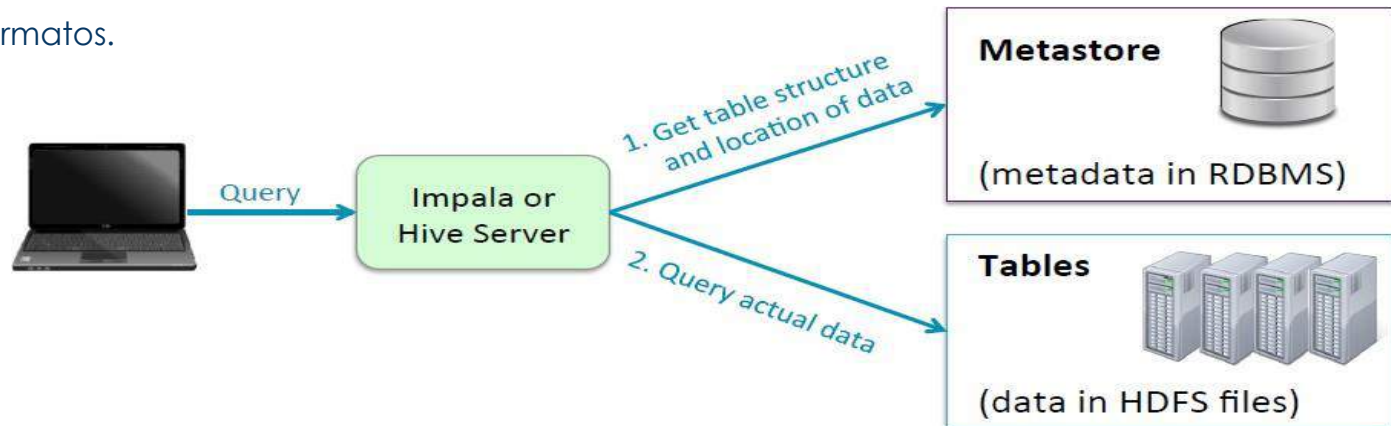 rmatos.
Query
Impala or
Hive Server
1. Get table structure
and location of data
2. Query actual data
Metastore
(metadata in RDBMS)
Tables
(data in HDFS files)